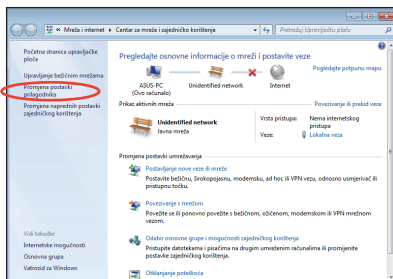 « Mreža i internet ▸ Centar za mreže i zajedničko korištenje
Pretražuj Upravljačku ploču
Početna stranica upravljačke
ploče
Upravljanje bežičnim mrežama
Promjena postavki
prilagodnika
Promjena naprednih postavki
zajedničkog korištenja
Vidi također
Internetske mogućnosti
Osnovna grupa
Vatrozid za Windows
Pregledajte osnovne informacije o mreži i postavite veze
Pogledajte potpunu mapu
ASUS-PC
(Ovo računalo)
Unidentified network
Internet
Prikaz aktivnih mreža
Povezivanje ili prekid veze
Unidentified network
Javna mreža
Vrsta pristupa: Nema internetskog
pristupa
Veze: Lokalna veza
Promjena postavki umrežavanja
Postavljanje nove veze ili mreže
Postavite bežičnu, širokopojasnu, modemsku, ad hoc ili VPN vezu, odnosno usmjerivač ili
pristupnu točku.
Povezivanje s mrežom
Povežite se ili ponovno povežite s bežičnom, ožičenom, modemskom ili VPN mrežnom
vezom.
Odabir osnovne grupe i mogućnosti zajedničkog korištenja
Pristupite datotekama i pisačima na drugim umreženim računalima ili promijenite
postavke zajedničkog korištenja.
Otklanjanje poteškoća